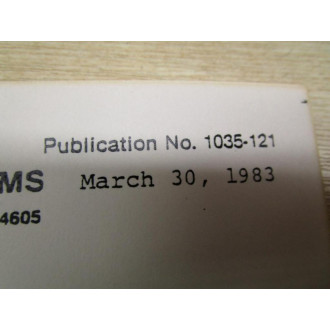 Publication No. 1035-121
MS March 30, 1983
4605